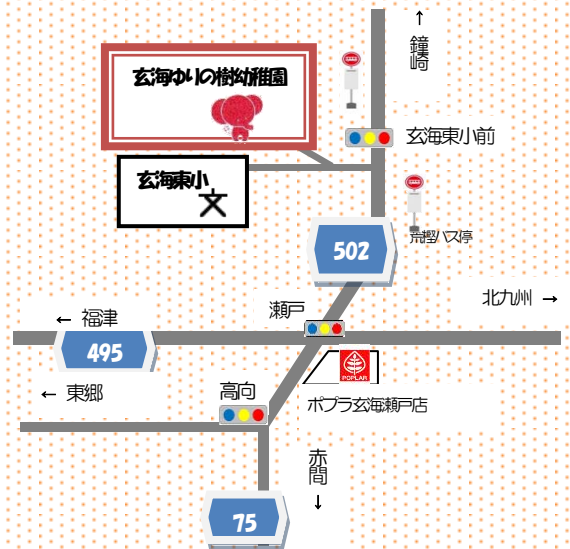 ↑
鐘崎
玄海ゆりの樹幼稚園
玄海東小前
玄海東小
文
荒樫バス停
502
北九州 →
瀬戸
← 福津
495
POPLAR
← 東郷
高向
ポプラ玄海瀬戸店
赤間
↓
75